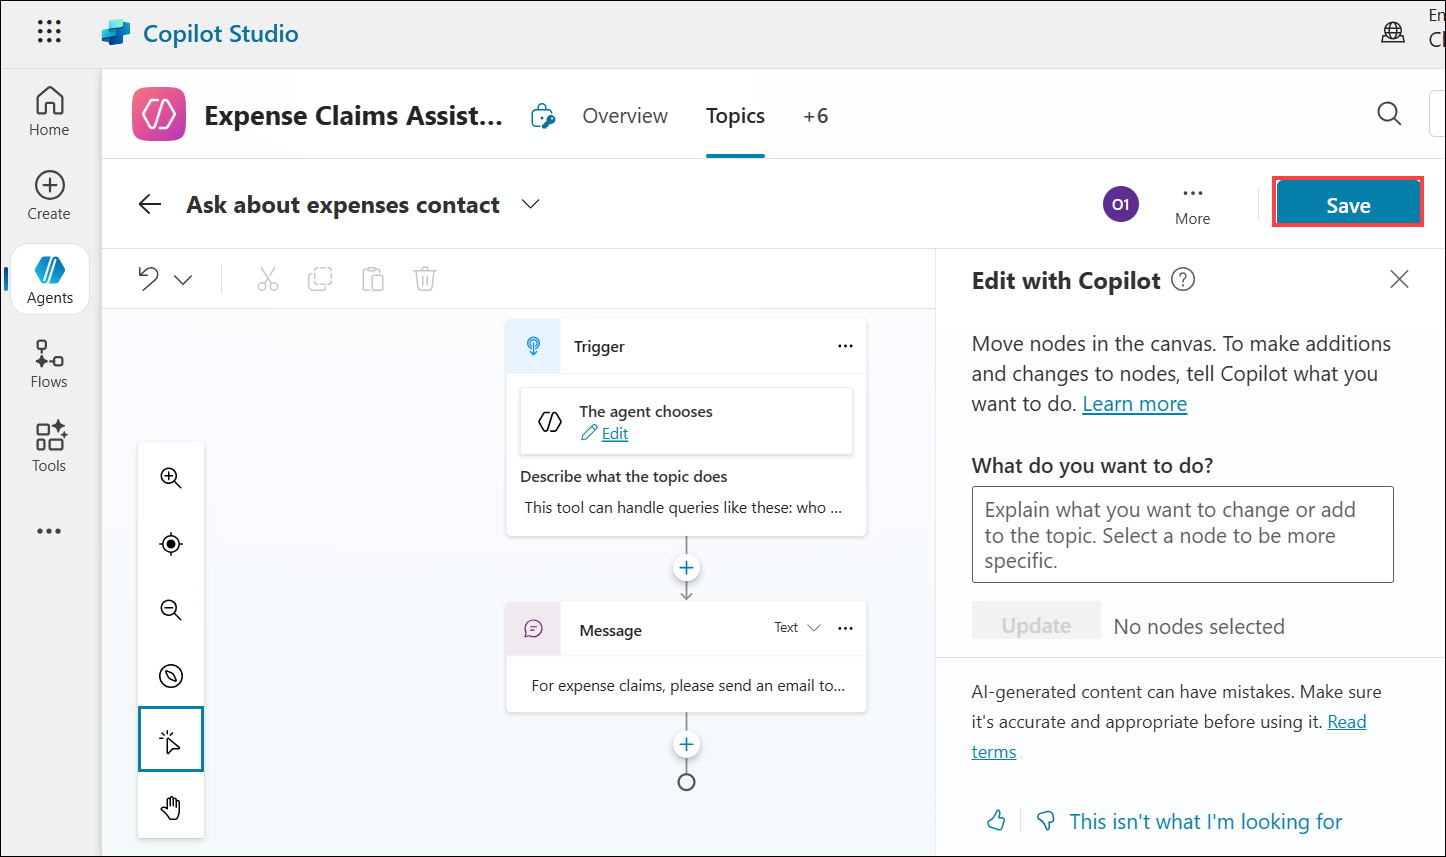 Copilot Studio
En
Cl
Home
Create
Agents
Flows
Tools
Expense Claims Assist...
Overview
Topics
+6
Ask about expenses contact
O1
More
Save
Trigger
The agent chooses
Edit
Describe what the topic does
This tool can handle queries like these: who ...
Message
Text
For expense claims, please send an email to...
Edit with Copilot
Move nodes in the canvas. To make additions
and changes to nodes, tell Copilot what you
want to do. Learn more
What do you want to do?
Explain what you want to change or add
to the topic. Select a node to be more
specific.
Update
No nodes selected
AI-generated content can have mistakes. Make sure
it's accurate and appropriate before using it. Read
terms
This isn't what I'm looking for